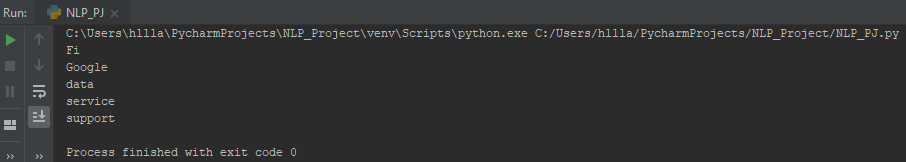 Run: NLP_PJ
C:\Users\hllla\PycharmProjects\NLP_Project\venv\Scripts\python.exe C:/Users/hllla/PycharmProjects/NLP_Project/NLP_PJ.py
Fi
Google
data
service
support
Process finished with exit code 0